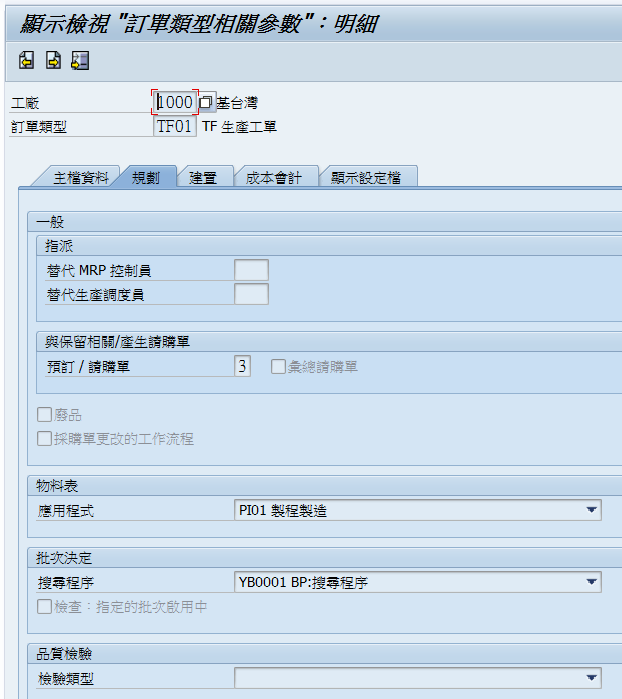 顯示檢視 "訂單類型相關參數"：明細
工廠 1000 基台灣
訂單類型 TF01 TF 生產工單
主檔資料 規劃 建置 成本會計 顯示設定檔
一般
指派
替代 MRP 控制員
替代生產調度員
與保留相關/產生請購單
預訂 / 請購單 3 彙總請購單
廢品
採購單更改的工作流程
物料表
應用程式 PI01 製程製造
批次決定
搜尋程序 YB0001 BP:搜尋程序
檢查：指定的批次啟用中
品質檢驗
檢驗類型